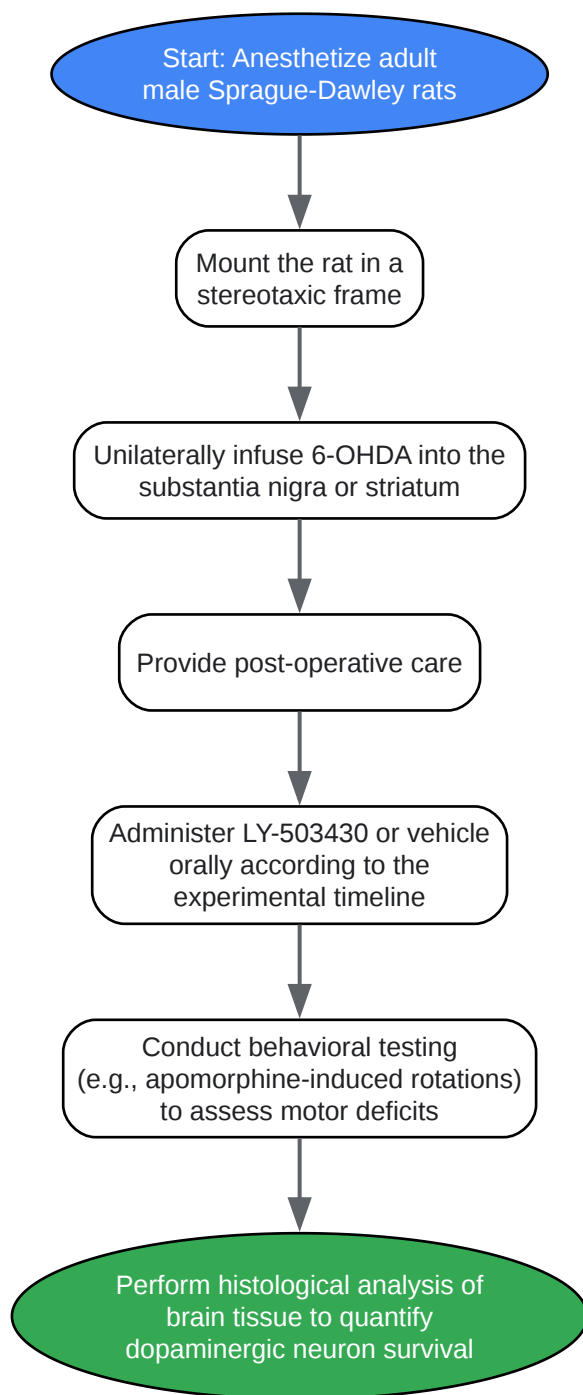 Start: Anesthetize adult
male Sprague-Dawley rats
Mount the rat in a
stereotaxic frame
Unilaterally infuse 6-OHDA into the
substantia nigra or striatum
Provide post-operative care
Administer LY-503430 or vehicle
orally according to the
experimental timeline
Conduct behavioral testing
(e.g., apomorphine-induced rotations)
to assess motor deficits
Perform histological analysis of
brain tissue to quantify
dopaminergic neuron survival